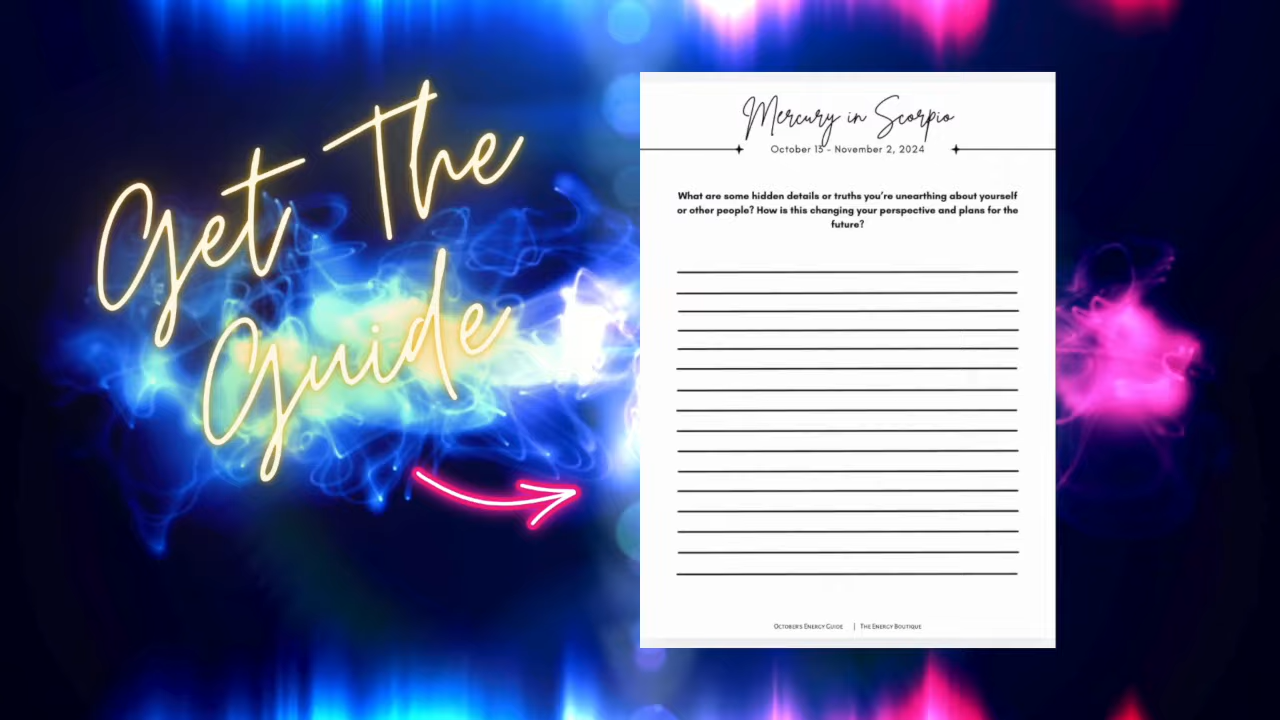 Get The
Guide
Mercury in Scorpio
October 15 - November 2, 2024
What are some hidden details or truths you're unearthing about yourself
or other people? How is this changing your perspective and plans for the
future?
October's Energy Guide | The Energy Boutique